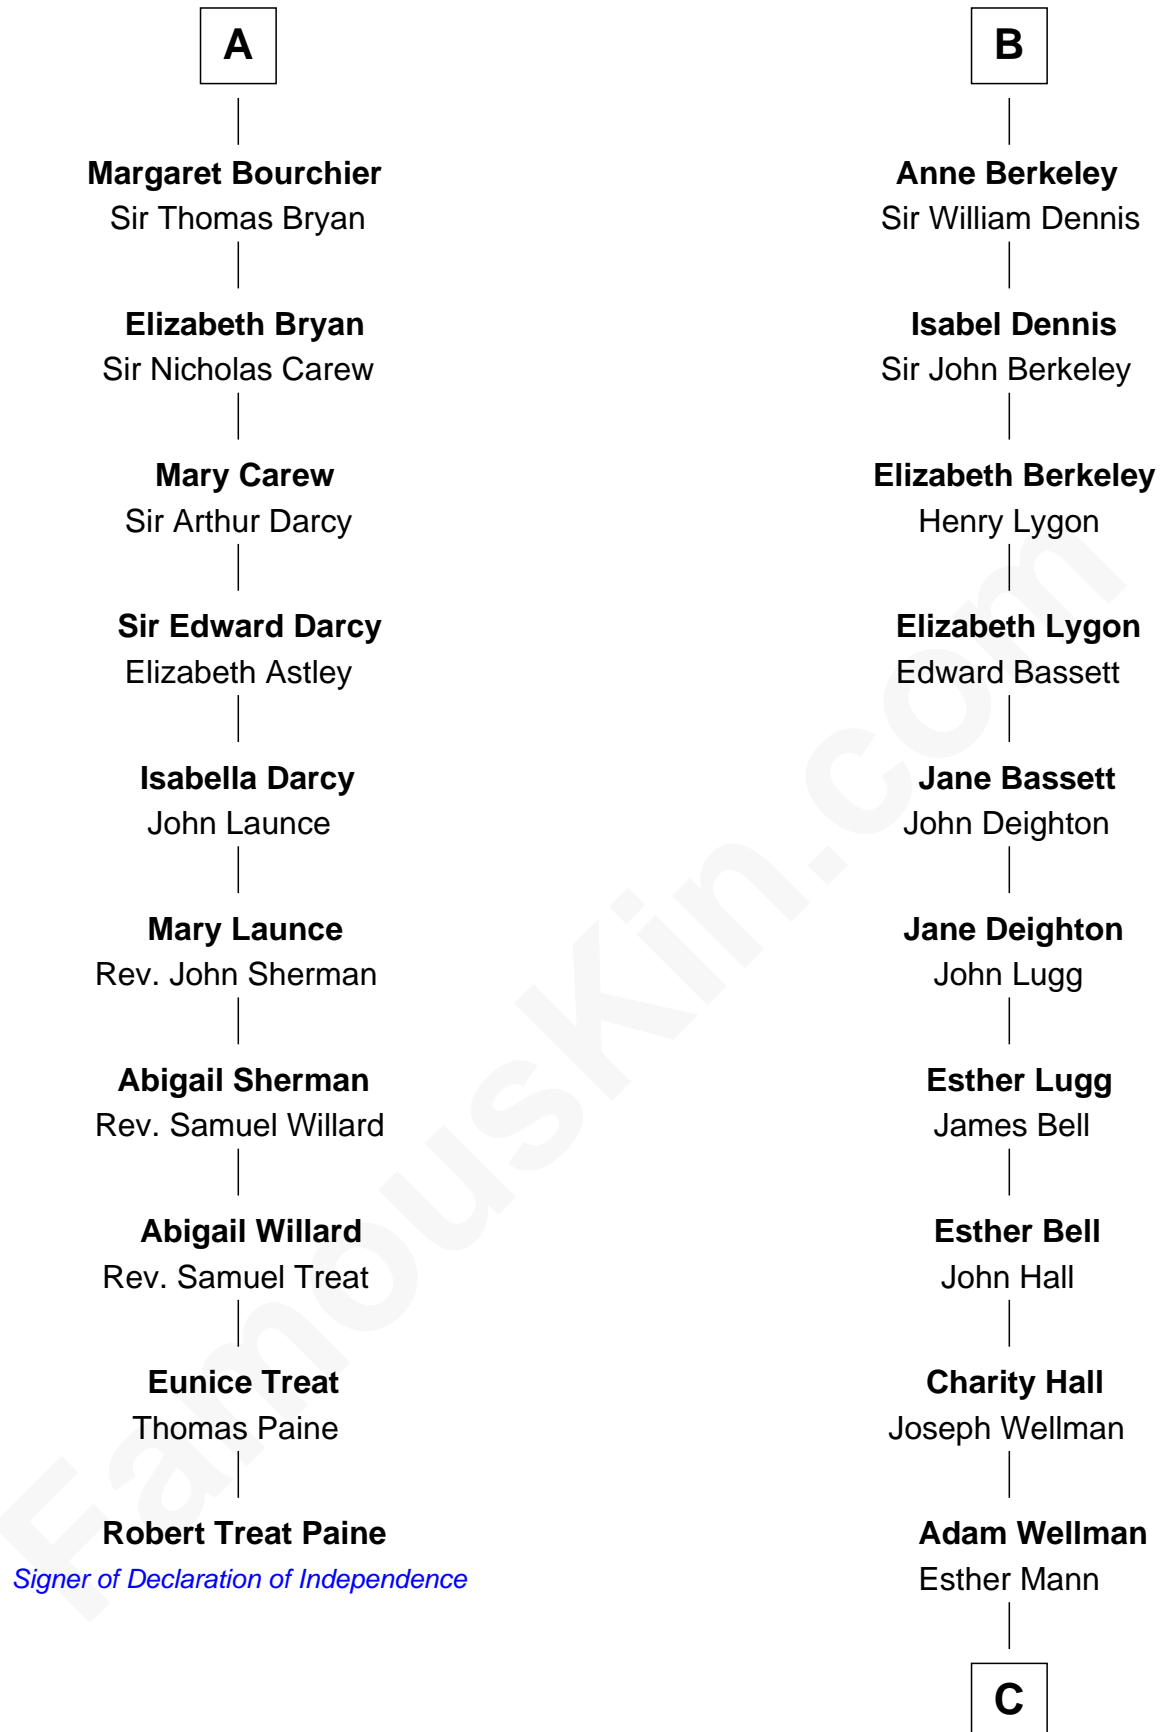 A
Margaret Bourchier
Sir Thomas Bryan
Elizabeth Bryan
Sir Nicholas Carew
Mary Carew
Sir Arthur Darcy
Sir Edward Darcy
Elizabeth Astley
Isabella Darcy
John Launce
Mary Launce
Rev. John Sherman
Abigail Sherman
Rev. Samuel Willard
Abigail Willard
Rev. Samuel Treat
Eunice Treat
Thomas Paine
Robert Treat Paine
Signer of Declaration of Independence
B
Anne Berkeley
Sir William Dennis
Isabel Dennis
Sir John Berkeley
Elizabeth Berkeley
Henry Lygon
Elizabeth Lygon
Edward Bassett
Jane Bassett
John Deighton
Jane Deighton
John Lugg
Esther Lugg
James Bell
Esther Bell
John Hall
Charity Hall
Joseph Wellman
Adam Wellman
Esther Mann
C
FamousKin.com